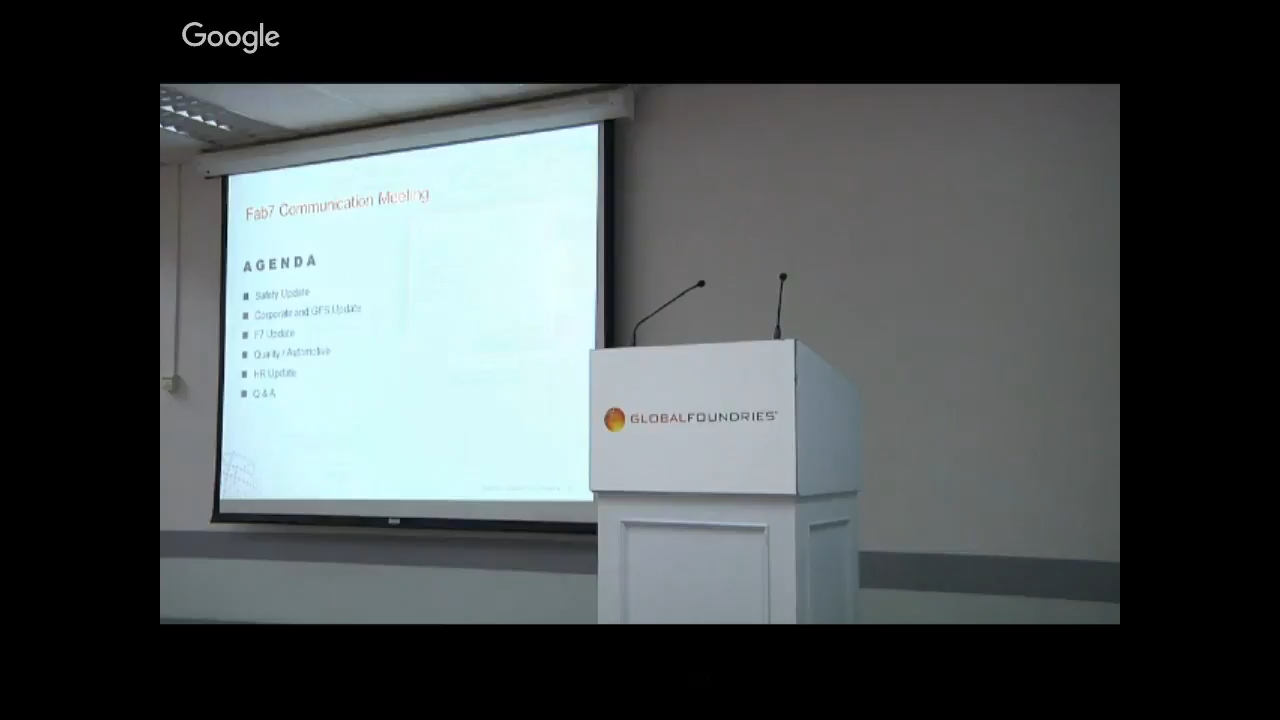 Google
Fab7 Communication Meeting
AGENDA
■ Safety Update
■ Corporate and GFS Update
■ F7 Update
■ Quality / Automotive
■ HR Update
■ Q & A
GLOBALFOUNDRIES